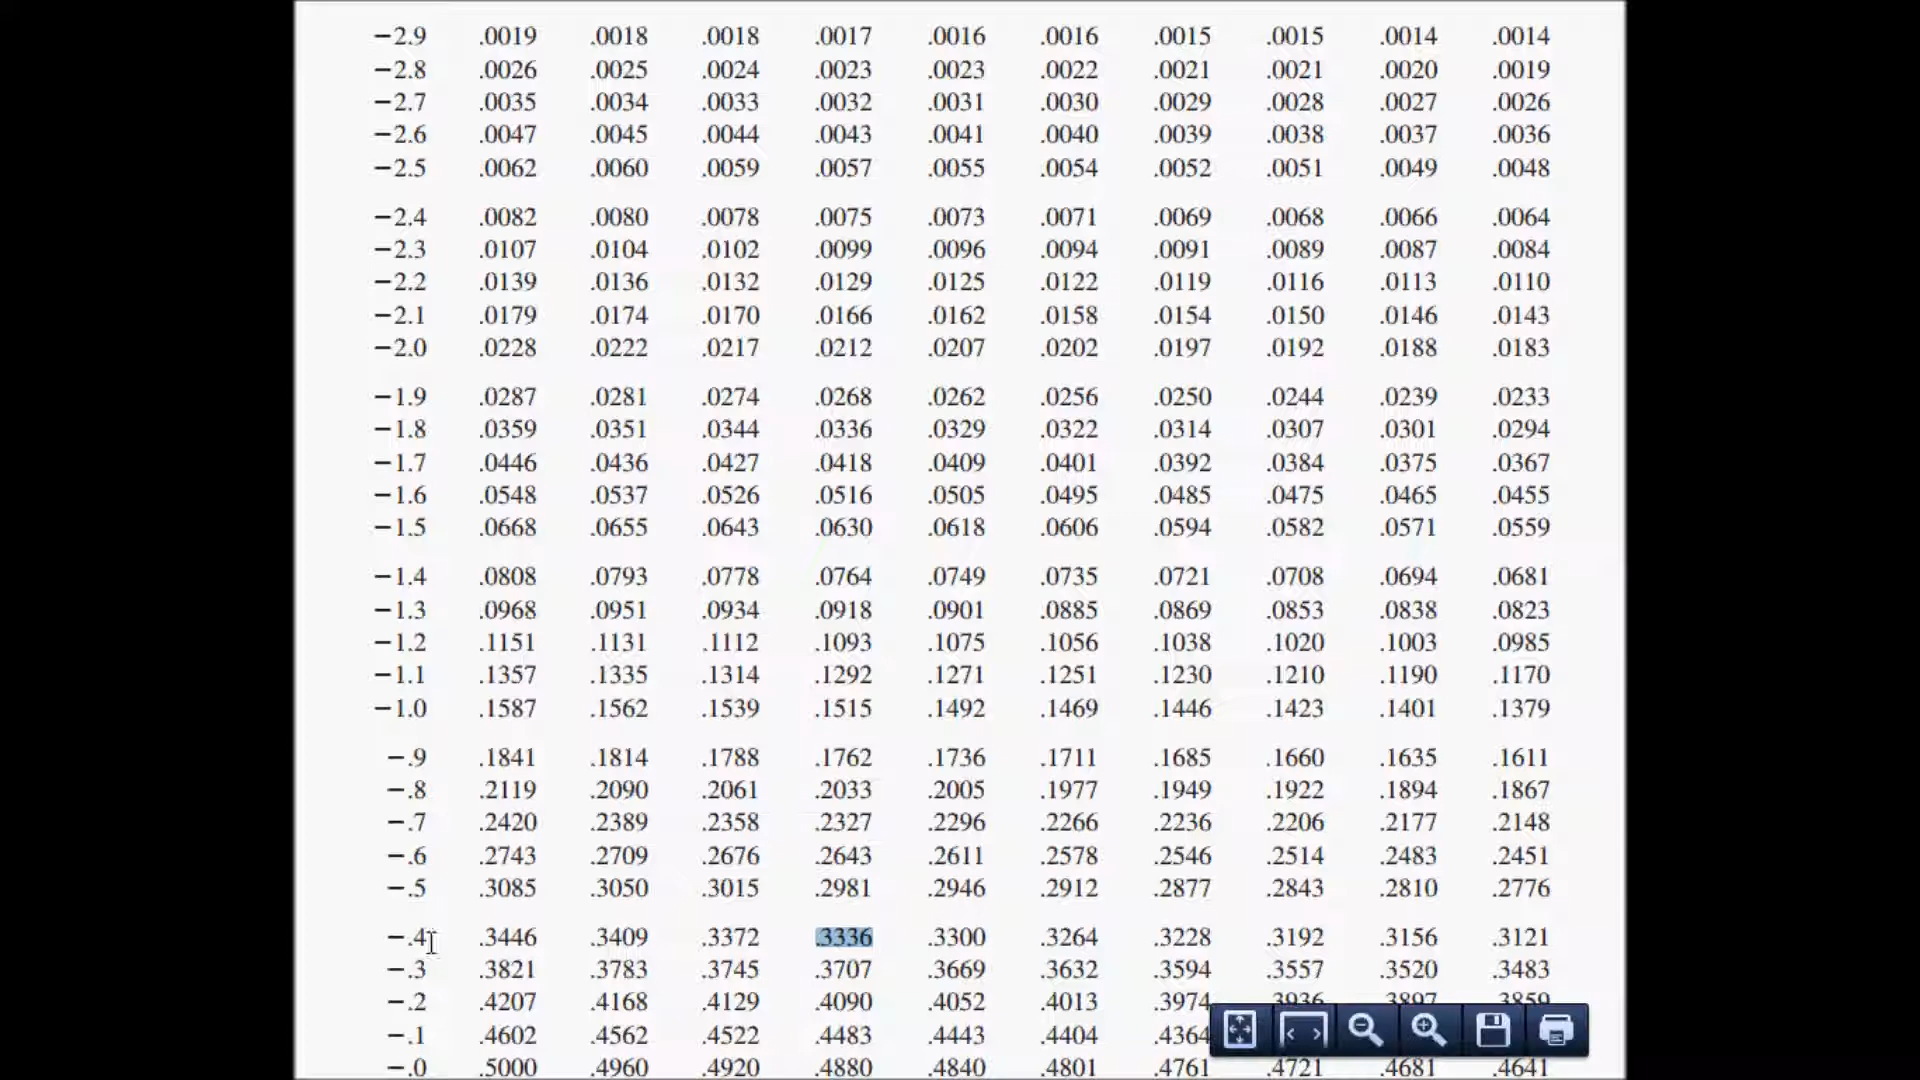 −2.9 .0019 .0018 .0018 .0017 .0016 .0016 .0015 .0015 .0014 .0014
−2.8 .0026 .0025 .0024 .0023 .0023 .0022 .0021 .0021 .0020 .0019
−2.7 .0035 .0034 .0033 .0032 .0031 .0030 .0029 .0028 .0027 .0026
−2.6 .0047 .0045 .0044 .0043 .0041 .0040 .0039 .0038 .0037 .0036
−2.5 .0062 .0060 .0059 .0057 .0055 .0054 .0052 .0051 .0049 .0048
−2.4 .0082 .0080 .0078 .0075 .0073 .0071 .0069 .0068 .0066 .0064
−2.3 .0107 .0104 .0102 .0099 .0096 .0094 .0091 .0089 .0087 .0084
−2.2 .0139 .0136 .0132 .0129 .0125 .0122 .0119 .0116 .0113 .0110
−2.1 .0179 .0174 .0170 .0166 .0162 .0158 .0154 .0150 .0146 .0143
−2.0 .0228 .0222 .0217 .0212 .0207 .0202 .0197 .0192 .0188 .0183
−1.9 .0287 .0281 .0274 .0268 .0262 .0256 .0250 .0244 .0239 .0233
−1.8 .0359 .0351 .0344 .0336 .0329 .0322 .0314 .0307 .0301 .0294
−1.7 .0446 .0436 .0427 .0418 .0409 .0401 .0392 .0384 .0375 .0367
−1.6 .0548 .0537 .0526 .0516 .0505 .0495 .0485 .0475 .0465 .0455
−1.5 .0668 .0655 .0643 .0630 .0618 .0606 .0594 .0582 .0571 .0559
−1.4 .0808 .0793 .0778 .0764 .0749 .0735 .0721 .0708 .0694 .0681
−1.3 .0968 .0951 .0934 .0918 .0901 .0885 .0869 .0853 .0838 .0823
−1.2 .1151 .1131 .1112 .1093 .1075 .1056 .1038 .1020 .1003 .0985
−1.1 .1357 .1335 .1314 .1292 .1271 .1251 .1230 .1210 .1190 .1170
−1.0 .1587 .1562 .1539 .1515 .1492 .1469 .1446 .1423 .1401 .1379
−.9 .1841 .1814 .1788 .1762 .1736 .1711 .1685 .1660 .1635 .1611
−.8 .2119 .2090 .2061 .2033 .2005 .1977 .1949 .1922 .1894 .1867
−.7 .2420 .2389 .2358 .2327 .2296 .2266 .2236 .2206 .2177 .2148
−.6 .2743 .2709 .2676 .2643 .2611 .2578 .2546 .2514 .2483 .2451
−.5 .3085 .3050 .3015 .2981 .2946 .2912 .2877 .2843 .2810 .2776
−.4 .3446 .3409 .3372 .3336 .3300 .3264 .3228 .3192 .3156 .3121
−.3 .3821 .3783 .3745 .3707 .3669 .3632 .3594 .3557 .3520 .3483
−.2 .4207 .4168 .4129 .4090 .4052 .4013 .3974 .3936 .3897 .3859
−.1 .4602 .4562 .4522 .4483 .4443 .4404 .4364
−.0 .5000 .4960 .4920 .4880 .4840 .4801 .4761 .4721 .4681 .4641